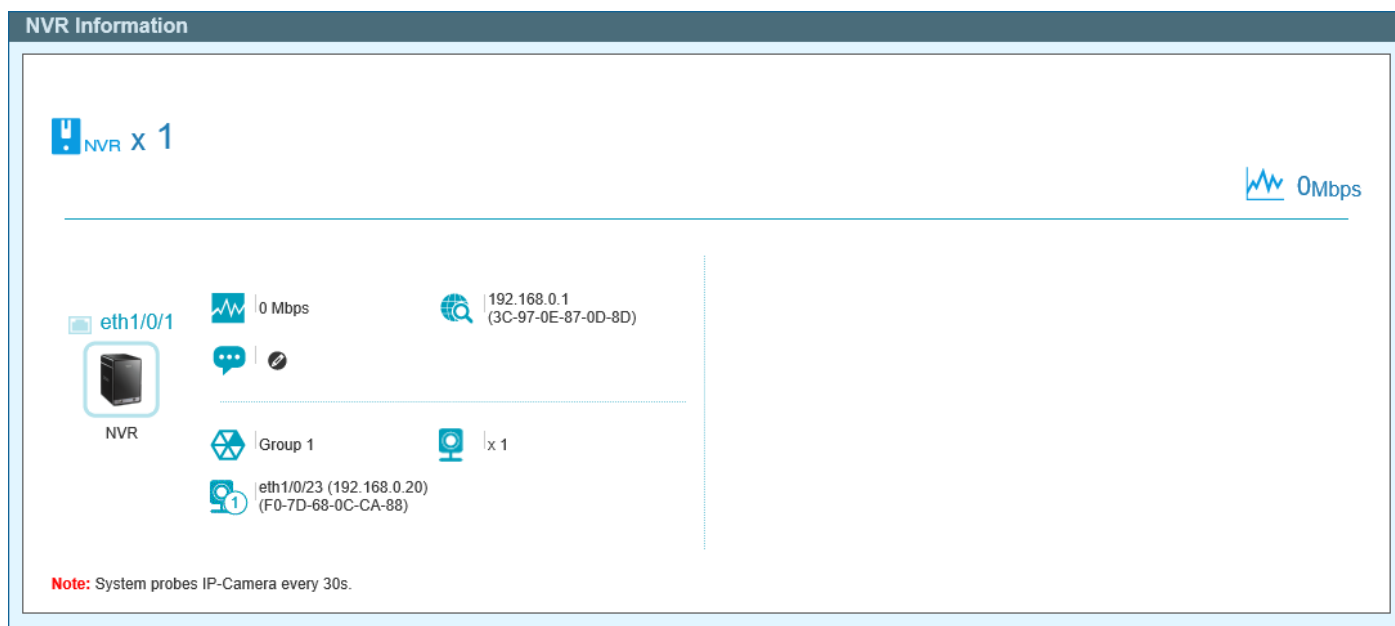 NVR Information
NVR x 1
0Mbps
eth1/0/1
NVR
0 Mbps
192.168.0.1
(3C-97-0E-87-0D-8D)
Group 1
x 1
1
eth1/0/23 (192.168.0.20)
(F0-7D-68-0C-CA-88)
Note: System probes IP-Camera every 30s.